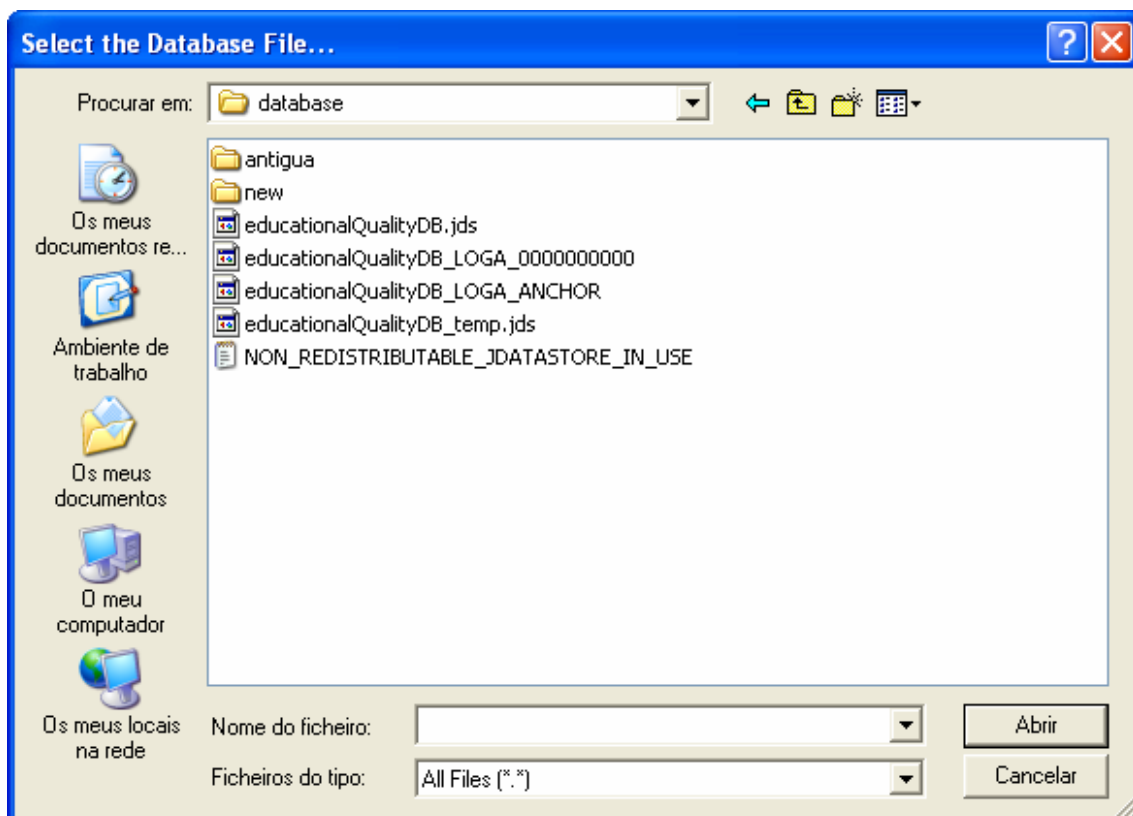 Select the Database File...
Procurar em:
database
antigua
new
educationalQualityDB.jds
educationalQualityDB_LOGA_0000000000
educationalQualityDB_LOGA_ANCHOR
educationalQualityDB_temp.jds
NON_REDISTRIBUTABLE_JDATASTORE_IN_USE
Os meus
documentos re...
Ambiente de
trabalho
Os meus
documentos
O meu
computador
Os meus locais
na rede
Nome do ficheiro:
Abrir
Ficheiros do tipo:
All Files (*.*)
Cancelar